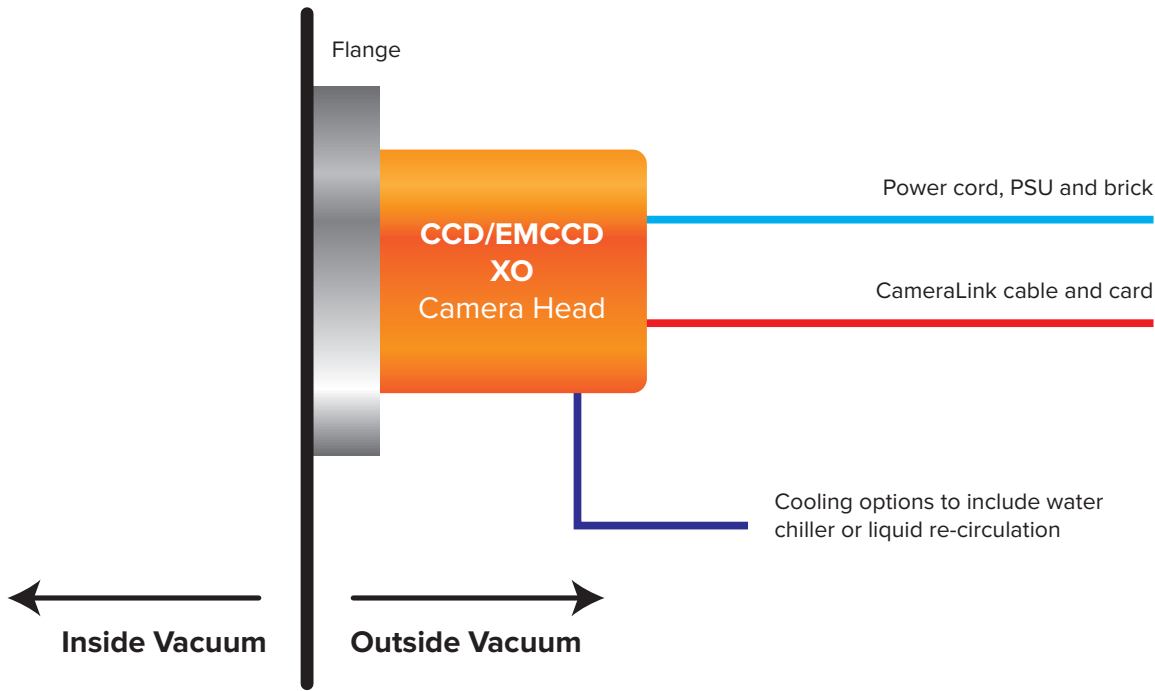 Flange
Power cord, PSU and brick
CCD/EMCCD
XO
Camera Head
CameraLink cable and card
Cooling options to include water
chiller or liquid re-circulation
Inside Vacuum
Outside Vacuum